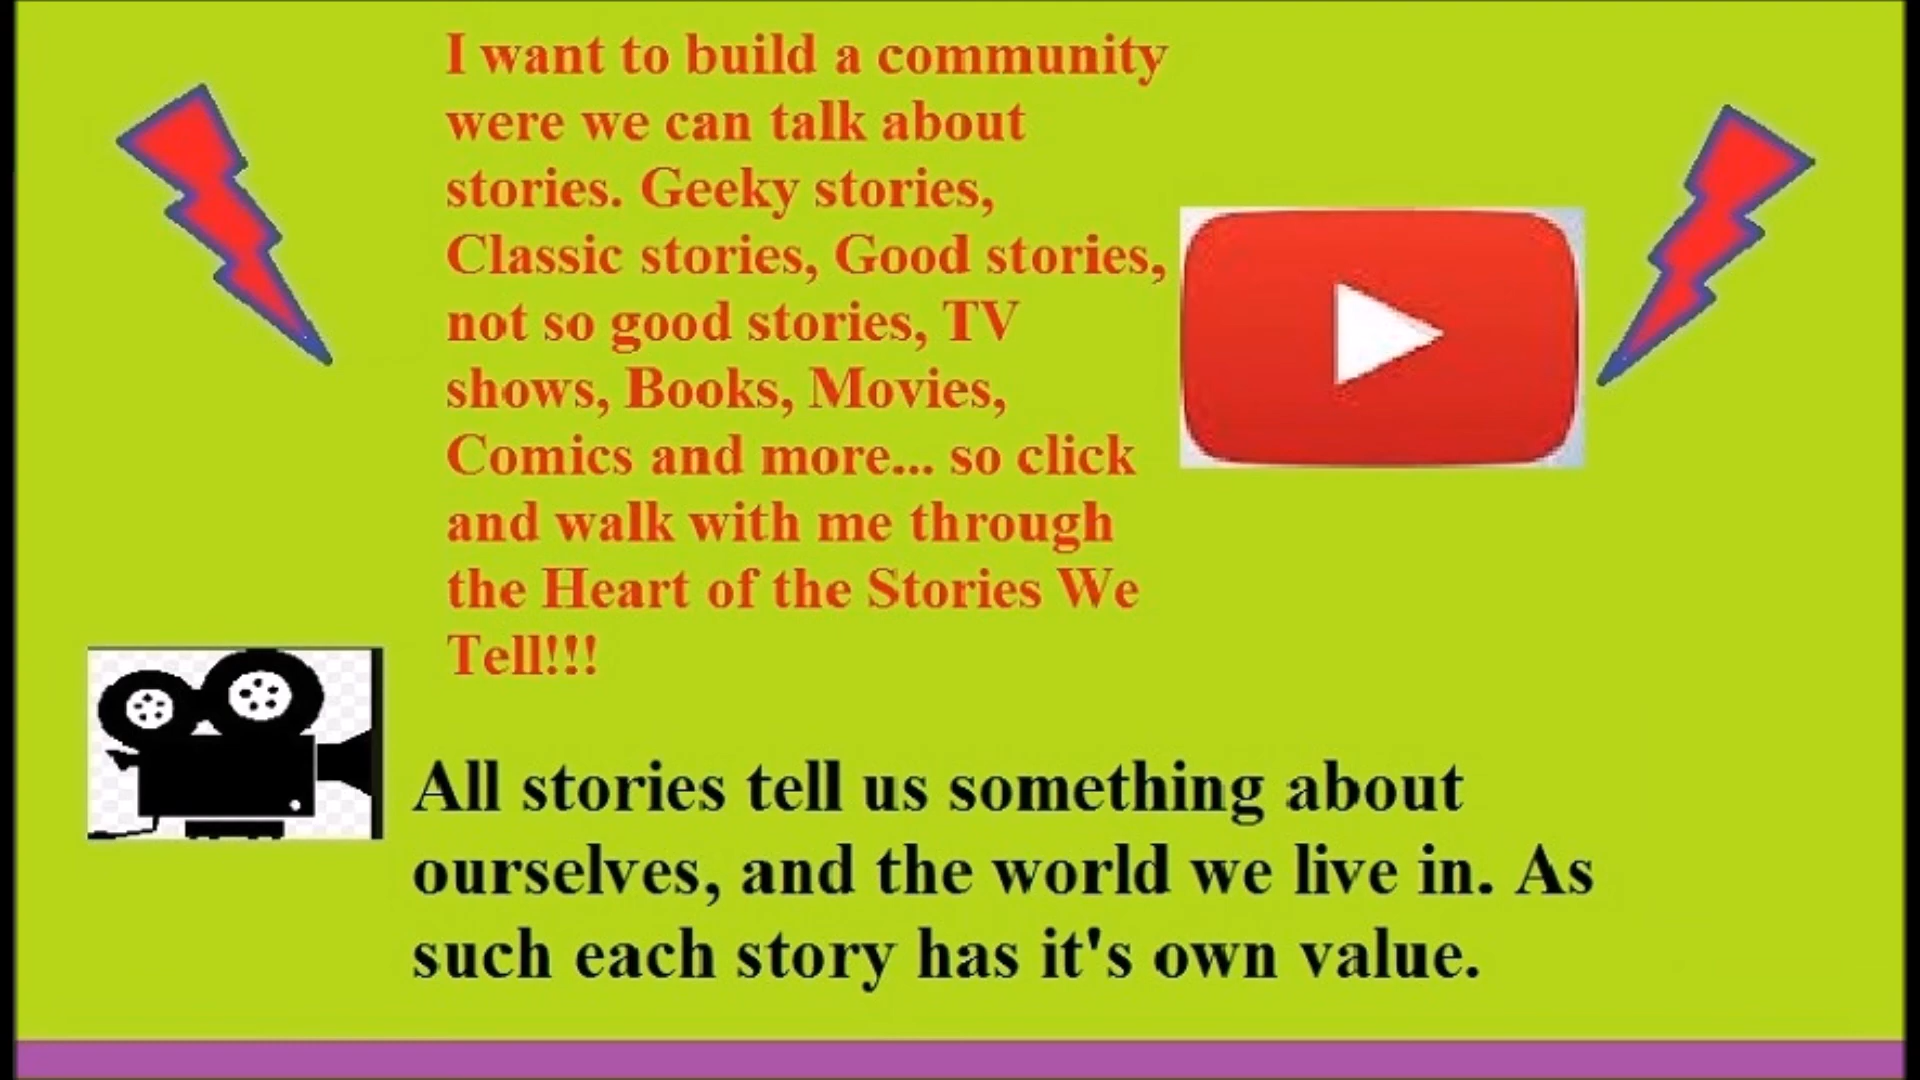 I want to build a community
were we can talk about
stories. Geeky stories,
Classic stories, Good stories,
not so good stories, TV
shows, Books, Movies,
Comics and more... so click
and walk with me through
the Heart of the Stories We
Tell!!!
All stories tell us something about
ourselves, and the world we live in. As
such each story has it's own value.